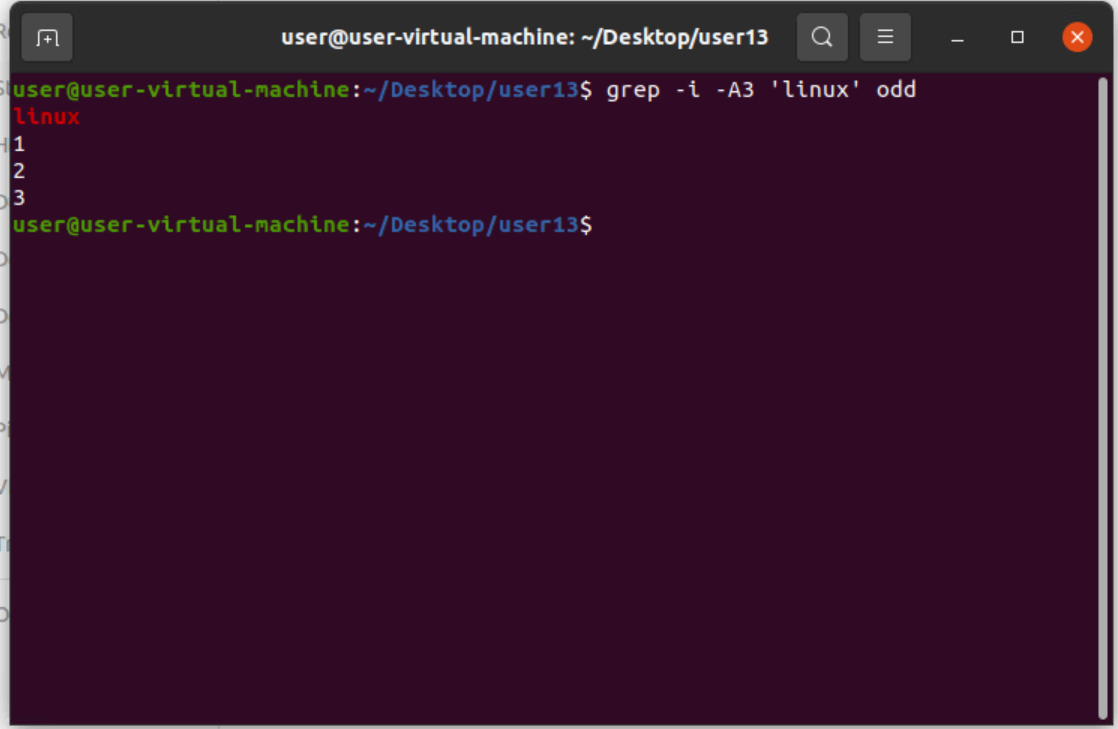 user@user-virtual-machine: ~/Desktop/user13
user@user-virtual-machine:~/Desktop/user13$ grep -i -A3 'linux' odd
linux
1
2
3
user@user-virtual-machine:~/Desktop/user13$